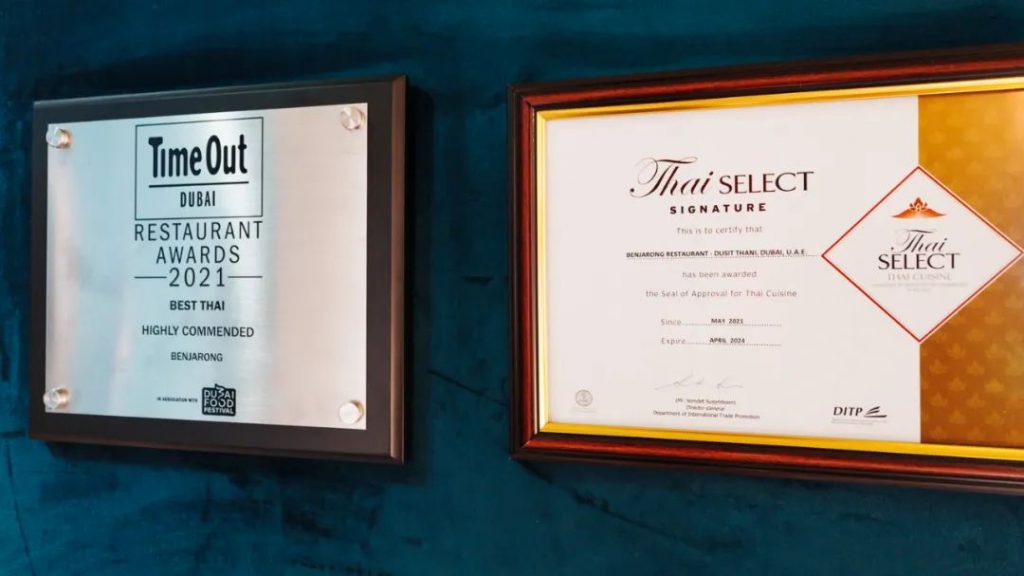 Time Out
DUBAI
RESTAURANT
AWARDS
2021
BEST THAI
HIGHLY COMMENDED
BENJARONG
IN ASSOCIATION WITH
DUBAI
FOOD
FESTIVAL
Thai SELECT
SIGNATURE
This is to certify that
BENJARONG RESTAURANT - DUSIT THANI, DUBAI, U.A.E.
has been awarded
the Seal of Approval for Thai Cuisine
Since MAY 2021
Expire APRIL 2024
Director-General
Department of International Trade Promotion
DITP
Thai
SELECT
THAI CUISINE